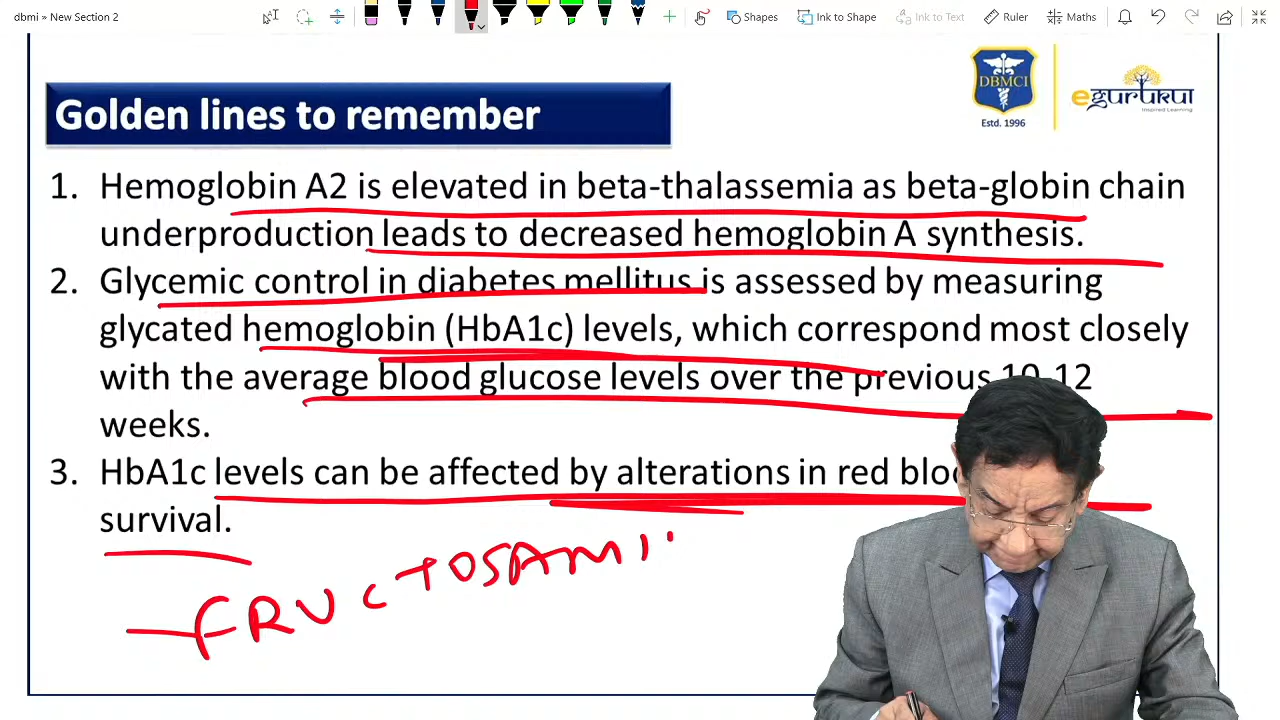 dbmi » New Section 2
Shapes
Ink to Shape
Ink to Text
Ruler
Maths
Golden lines to remember
DBMCI
Estd. 1996
egurukul
Inspired Learning
1. Hemoglobin A2 is elevated in beta-thalassemia as beta-globin chain
underproduction leads to decreased hemoglobin A synthesis.
2. Glycemic control in diabetes mellitus is assessed by measuring
glycated hemoglobin (HbA1c) levels, which correspond most closely
with the average blood glucose levels over the previous 10-12
weeks.
3. HbA1c levels can be affected by alterations in red
survival.
FRUCTOSAMI